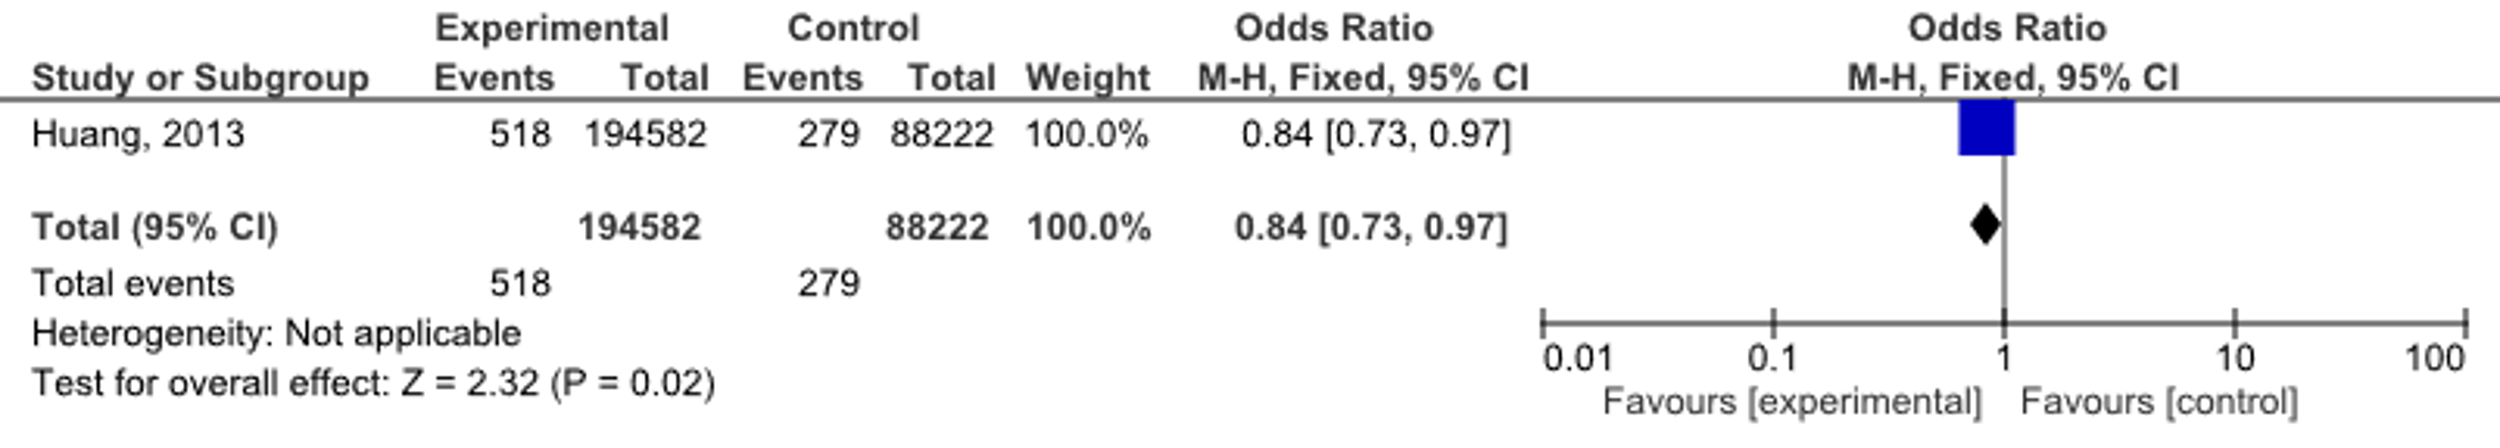 Experimental Control Odds Ratio Odds Ratio
Study or Subgroup Events Total Events Total Weight M-H, Fixed, 95% CI M-H, Fixed, 95% CI
Huang, 2013 518 194582 279 88222 100.0% 0.84 [0.73, 0.97]
Total (95% CI) 194582 88222 100.0% 0.84 [0.73, 0.97]
Total events 518 279
Heterogeneity: Not applicable
Test for overall effect: Z = 2.32 (P = 0.02)
0.01 0.1 1 10 100
Favours [experimental] Favours [control]